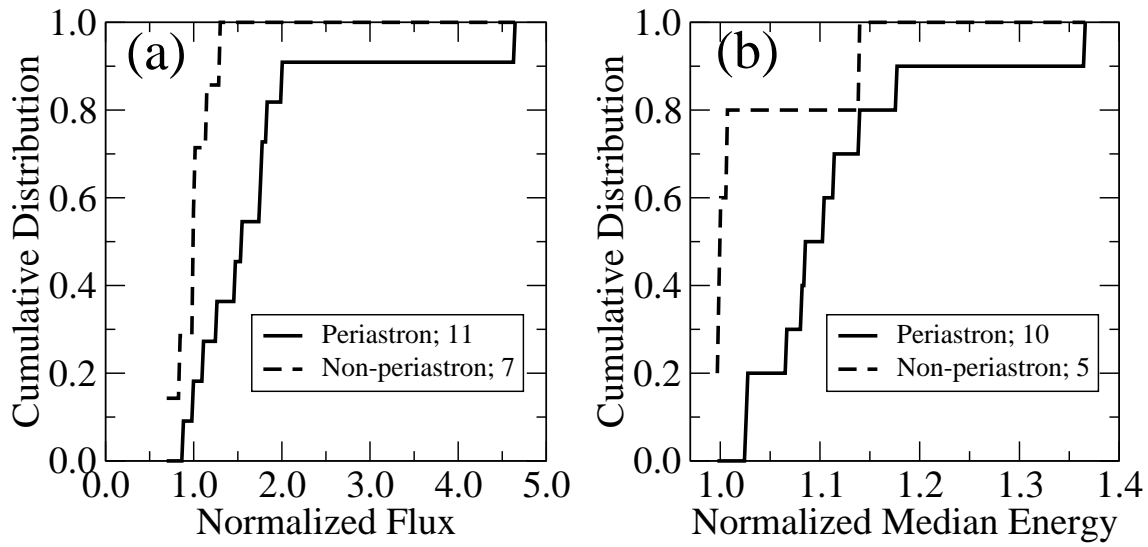 (a)
Cumulative Distribution
1.0
0.8
0.6
0.4
0.2
0.0
Periastron; 11
Non-periastron; 7
0.0 1.0 2.0 3.0 4.0 5.0
Normalized Flux
(b)
Cumulative Distribution
1.0
0.8
0.6
0.4
0.2
0.0
Periastron; 10
Non-periastron; 5
1.0 1.1 1.2 1.3 1.4
Normalized Median Energy